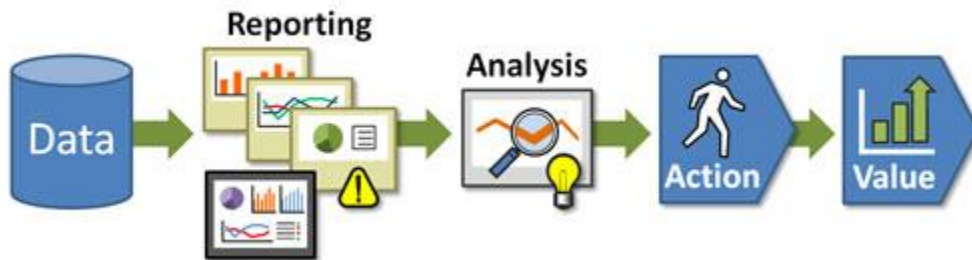 Reporting
Analysis
Data
Action
Value